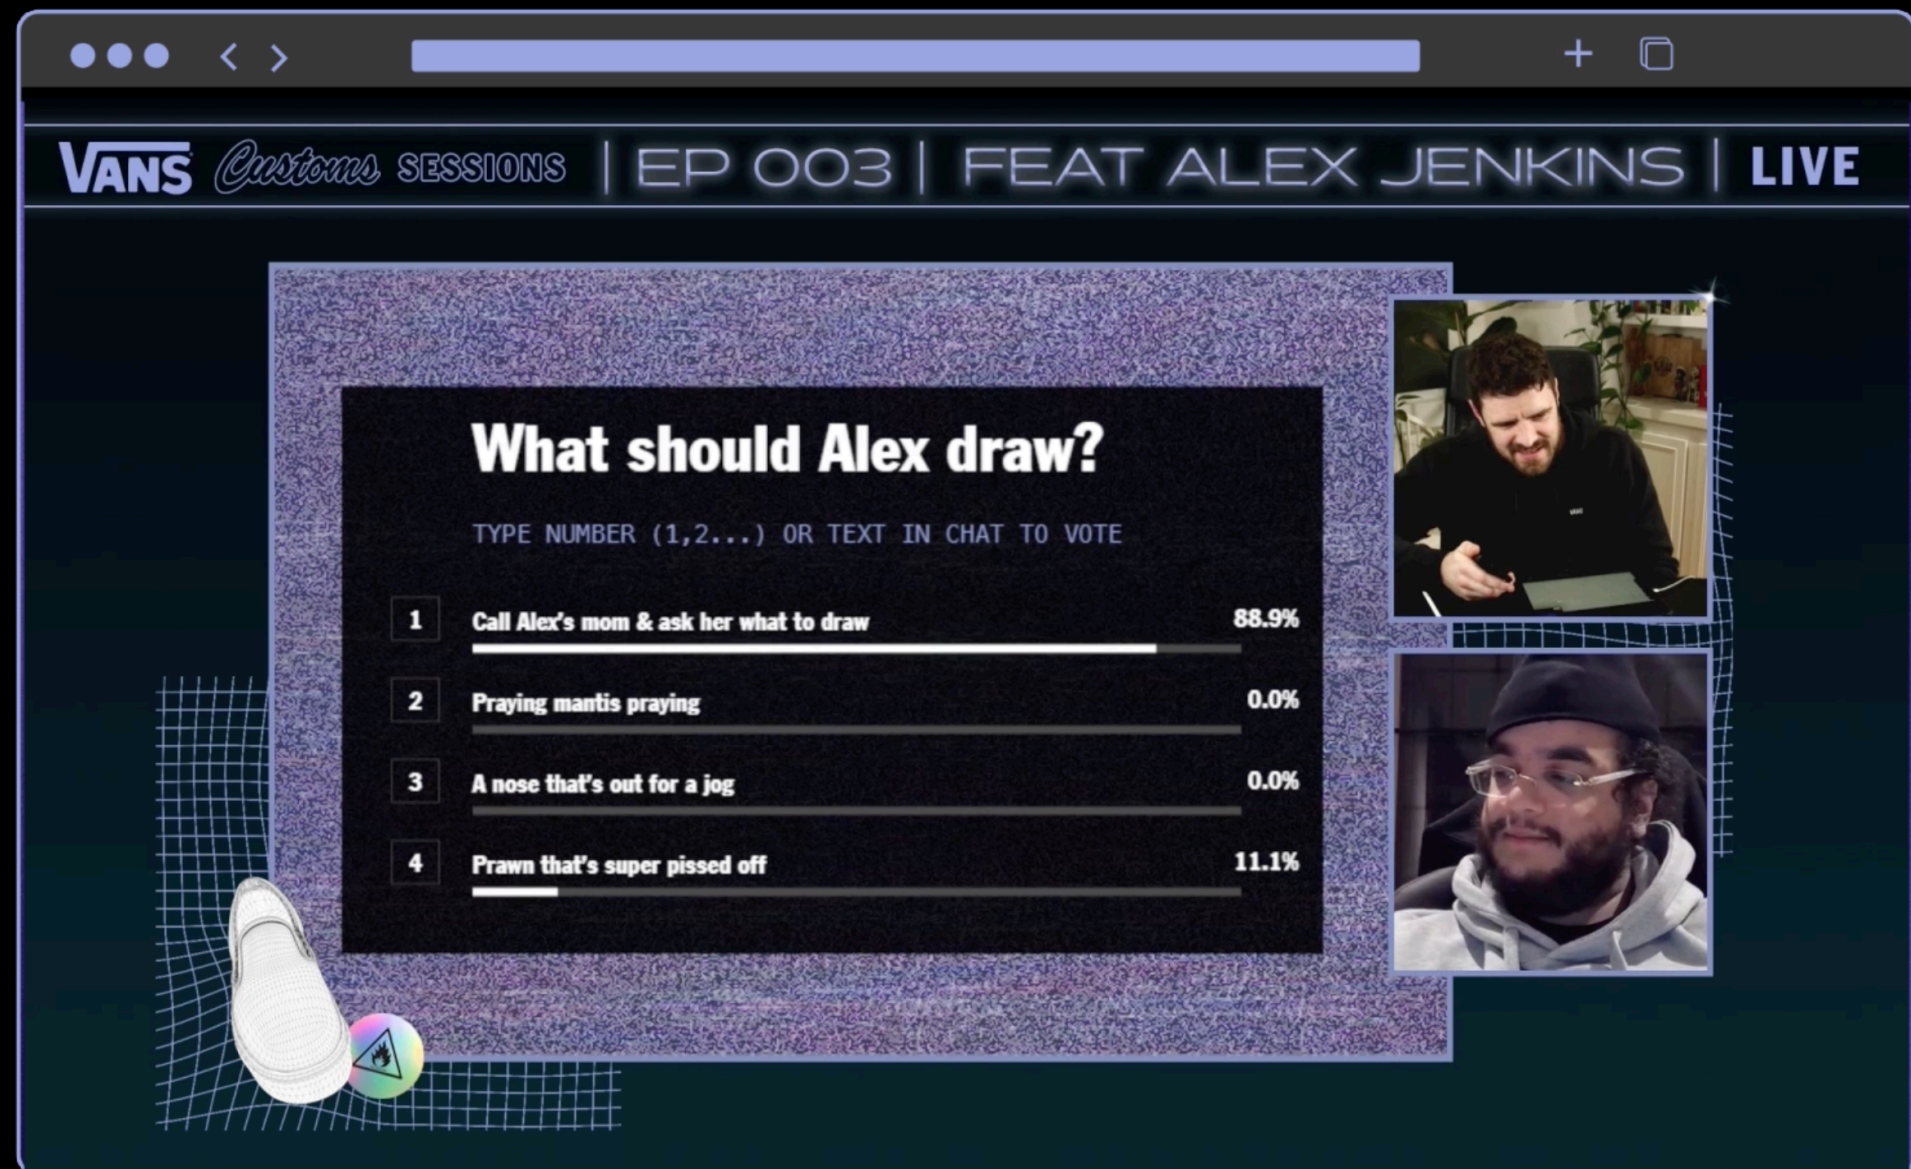 VANS Customs SESSIONS | EP 003 | FEAT ALEX JENKINS | LIVE
What should Alex draw?
TYPE NUMBER (1,2...) OR TEXT IN CHAT TO VOTE
1 Call Alex's mom & ask her what to draw 88.9%
2 Praying mantis praying 0.0%
3 A nose that's out for a jog 0.0%
4 Prawn that's super pissed off 11.1%